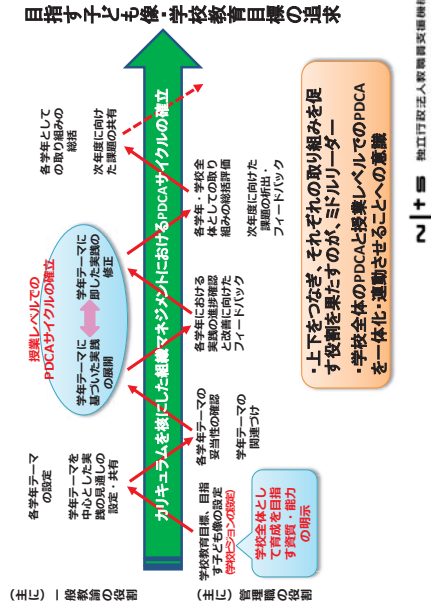 目指す子ども像・学校教育目標の追求
(主に)一般教諭の役割
各学年テーマ
の設定
学年テーマを
中心とした実
践の見通しの
設定・共有
授業レベルでの
PDCAサイクルの確立
学年テーマに
基づいた実践
の展開
学年テーマに
即した実践の
修正
各学年として
の取り組みの
総括
次年度に向け
た課題の共有
カリキュラムを核にした組織マネジメントにおけるPDCAサイクルの確立
(主に)管理職の役割
学校教育目標、目指
す子ども像の設定
(学校ビジョンの設定)
学校全体とし
て育成を目指
す資質・能力
の明示
各学年テーマの
妥当性の確認
学年テーマの
関連づけ
各学年における
実践の進捗確認
と改善に向けた
フィードバック
各学年・学校全
体としての取り
組みの総括評価
次年度に向けた
課題の析出・
フィードバック
・上下をつなぎ、それぞれの取り組みを促
す役割を果たすのが、ミドルリーダー
・学校全体のPDCAと授業レベルでのPDCA
を一体化・連動させることへの意識
NITS 独立行政法人教職員支援機構